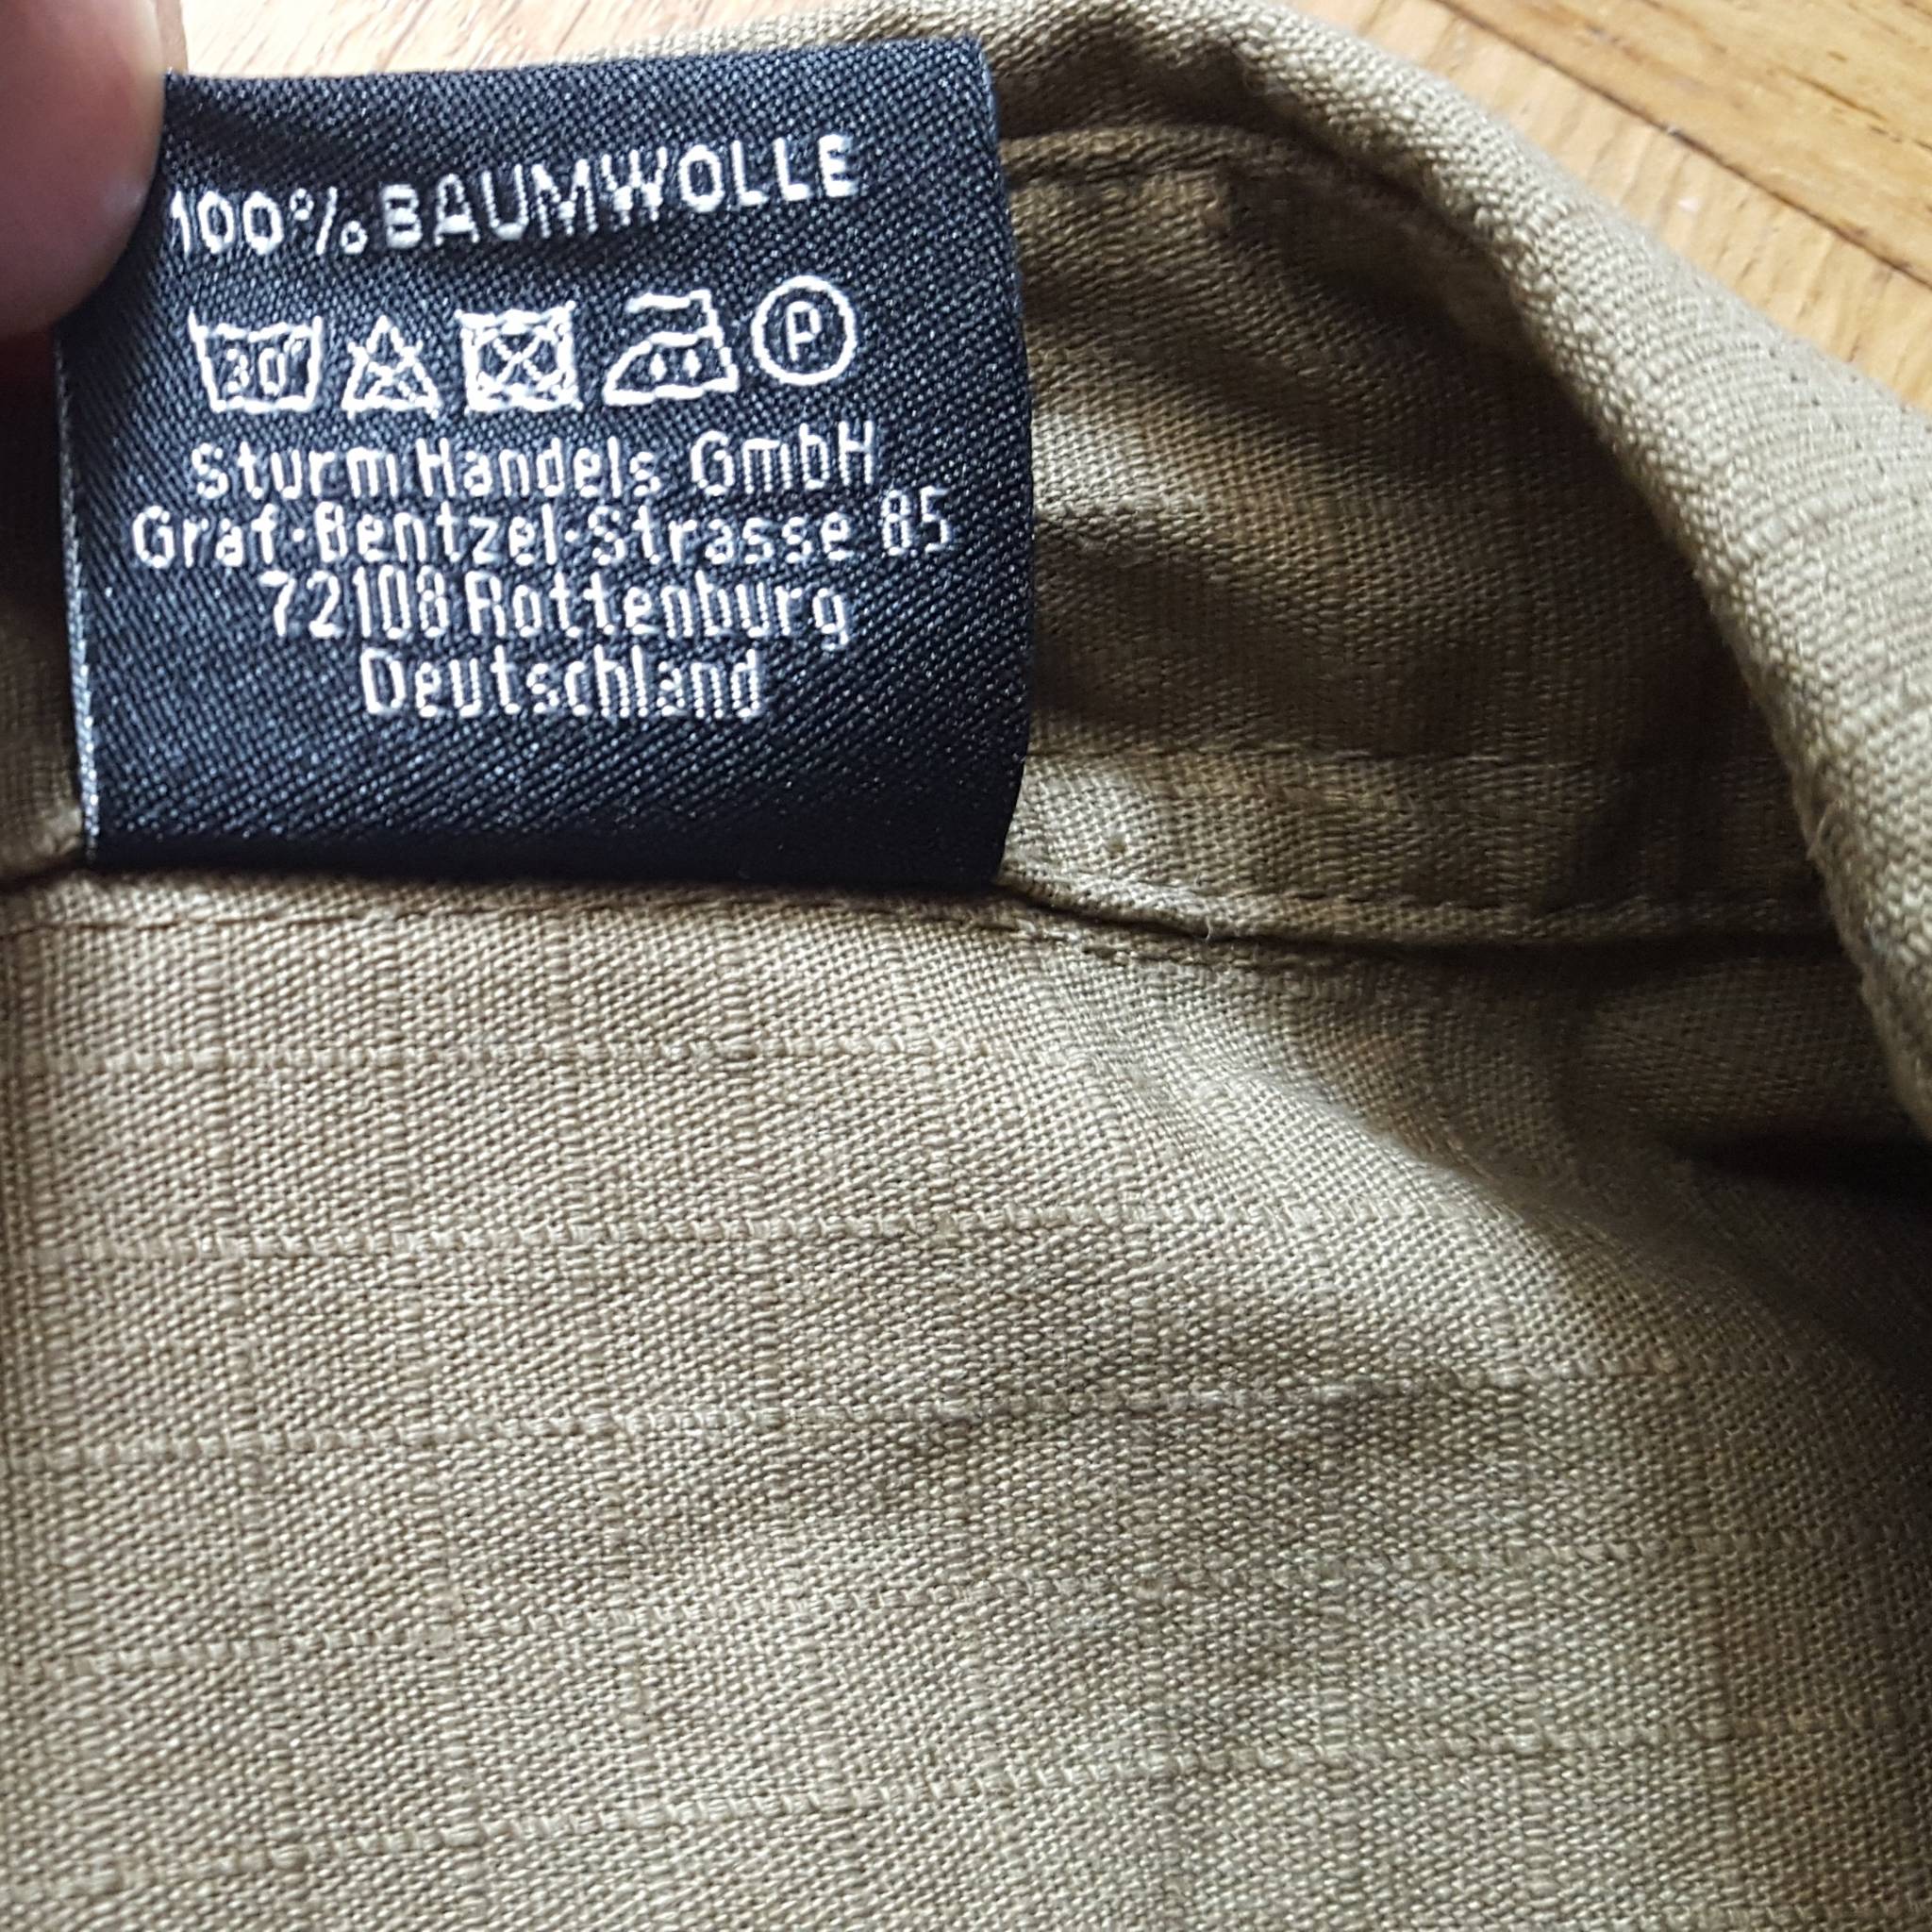 100% BAUMWOLLE
30° P
Sturm Handels GmbH
Graf-Bentzel-Strasse 85
72108 Rottenburg
Deutschland